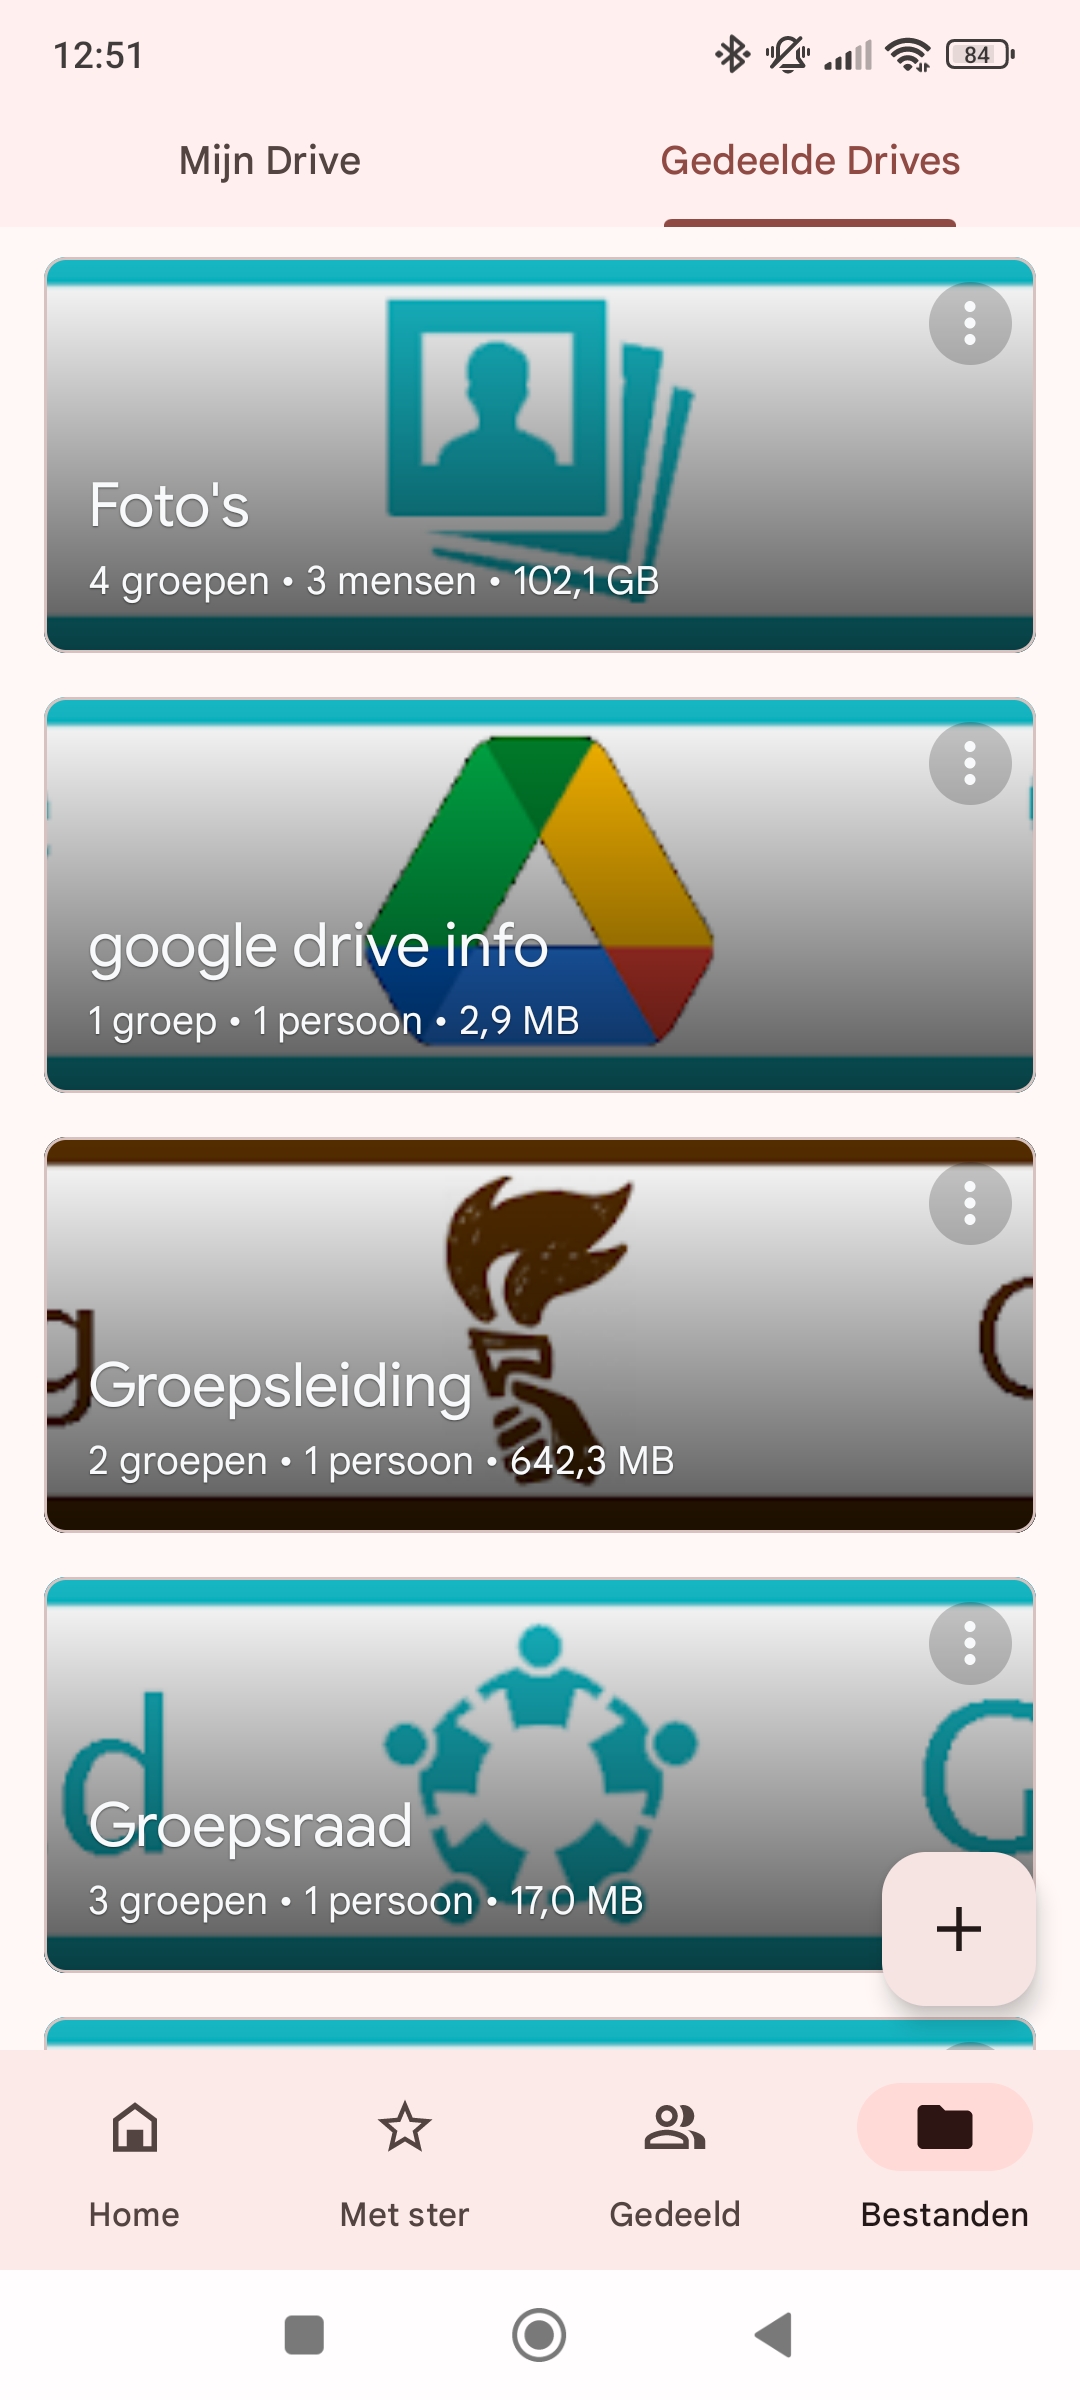 12:51
84
Mijn Drive
Gedeelde Drives
Foto's
4 groepen • 3 mensen • 102,1 GB
google drive info
1 groep • 1 persoon • 2,9 MB
g
G
Groepsleiding
2 groepen • 1 persoon • 642,3 MB
d
G
Groepsraad
3 groepen • 1 persoon • 17,0 MB
Home
Met ster
Gedeeld
Bestanden